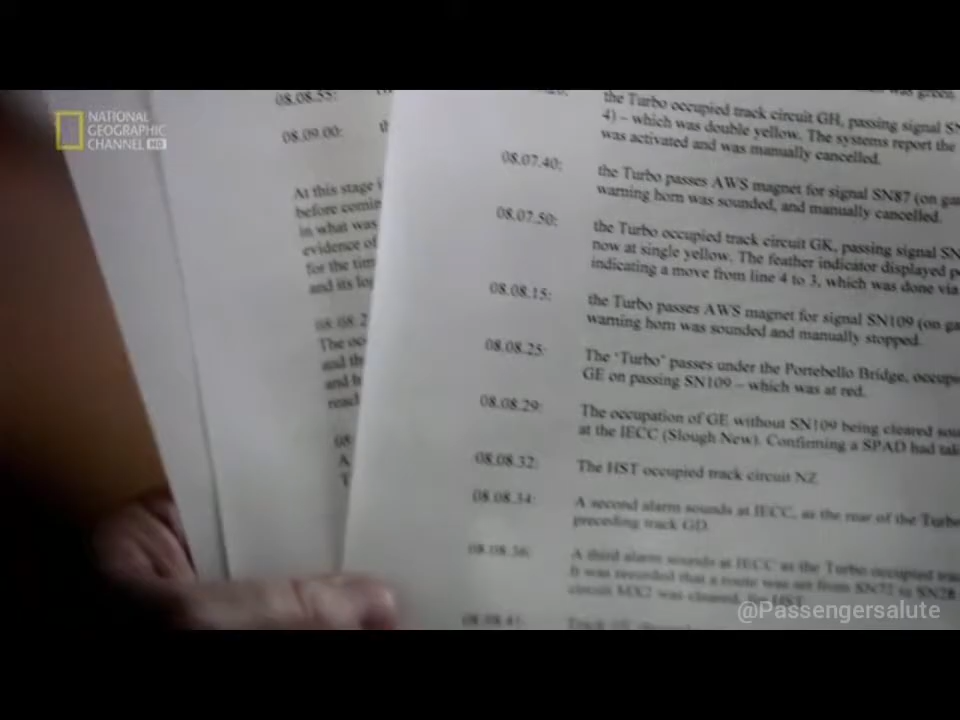 NATIONAL
GEOGRAPHIC
CHANNEL HD
08.08.55:
08.09.00:
At this stage
before comin
in what was
evidence of
for the tim
and its lo
08.08.2
The oc
and th
and h
read
the Turbo occupied track circuit GH, passing signal SN
4) – which was double yellow. The systems report the
was activated and was manually cancelled.
08.07.40: the Turbo passes AWS magnet for signal SN87 (on ga
warning horn was sounded, and manually cancelled.
08.07.50: the Turbo occupied track circuit GK, passing signal SN
now at single yellow. The feather indicator displayed p
indicating a move from line 4 to 3, which was done via
08.08.15: the Turbo passes AWS magnet for signal SN109 (on ga
warning horn was sounded and manually stopped.
08.08.25: The 'Turbo' passes under the Portebello Bridge, occup
GE on passing SN109 – which was at red.
08.08.29: The occupation of GE without SN109 being cleared sou
at the IECC (Slough New). Confirming a SPAD had tak
08.08.32: The HST occupied track circuit NZ
08.08.34: A second alarm sounds at IECC, as the rear of the Turbo
preceding track GD.
08.08.36: A third alarm sounds at IECC as the Turbo occupied tra
It was recorded that a route was set from SN72 to SN28
circuit MX2 was cleared, for HST
08.08.41:
@Passengersalute